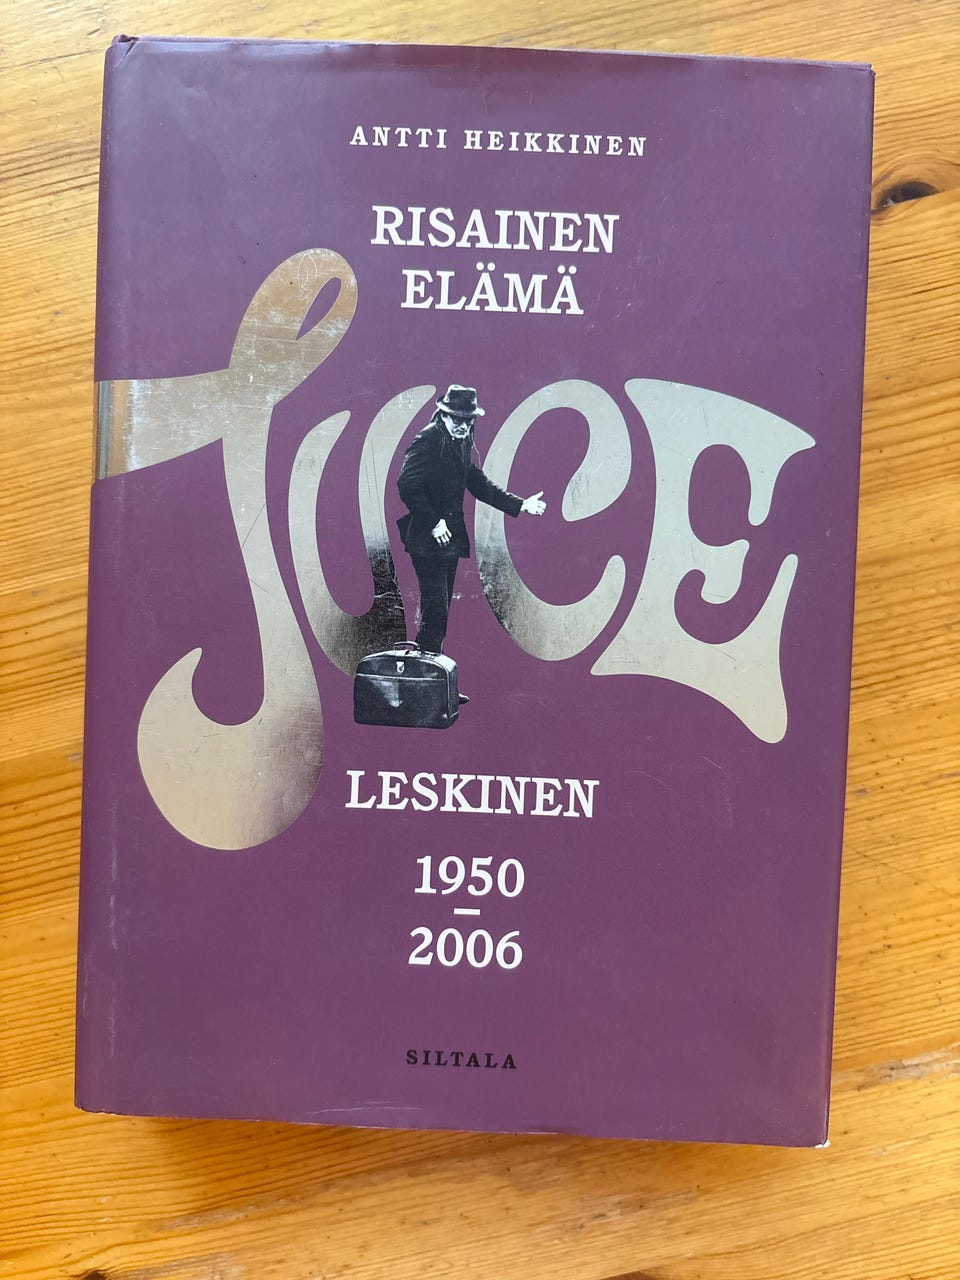 ANTTI HEIKKINEN
RISAINEN
ELÄMÄ
JUICE
LESKINEN
1950
–
2006
SILTALA